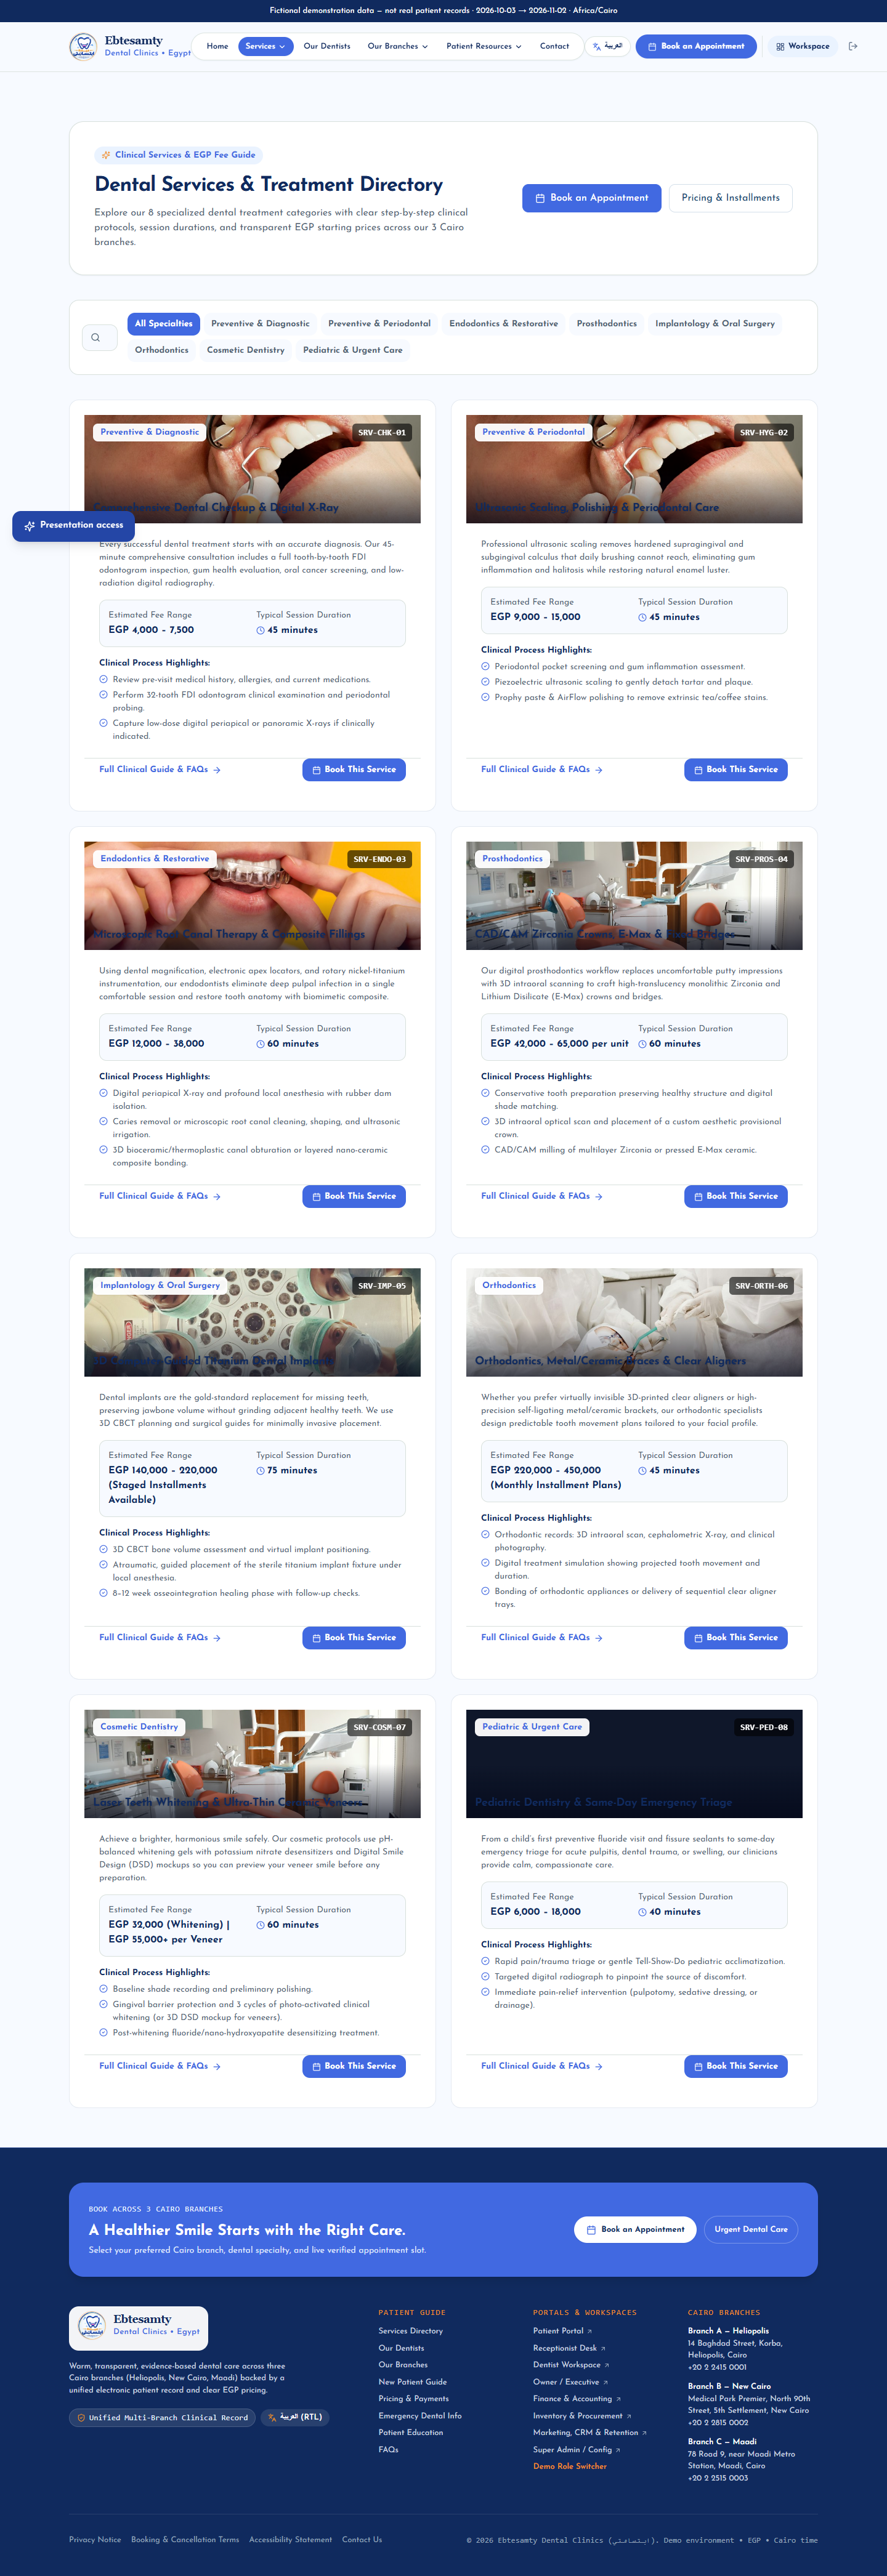 Fictional demonstration data — not real patient records · 2026-10-03 → 2026-11-02 · Africa/Cairo
Ebtesamty
Dental Clinics • Egypt
Home
Services
Our Dentists
Our Branches
Patient Resources
Contact
العربية
Book an Appointment
Workspace
Clinical Services & EGP Fee Guide
Dental Services & Treatment Directory
Explore our 8 specialized dental treatment categories with clear step-by-step clinical
protocols, session durations, and transparent EGP starting prices across our 3 Cairo
branches.
Book an Appointment
Pricing & Installments
All Specialties
Preventive & Diagnostic
Preventive & Periodontal
Endodontics & Restorative
Prosthodontics
Implantology & Oral Surgery
Orthodontics
Cosmetic Dentistry
Pediatric & Urgent Care
Preventive & Diagnostic
SRV-CHK-01
Comprehensive Dental Checkup & Digital X-Ray
Presentation access
Every successful dental treatment starts with an accurate diagnosis. Our 45-
minute comprehensive consultation includes a full tooth-by-tooth FDI
odontogram inspection, gum health evaluation, oral cancer screening, and low-
radiation digital radiography.
Estimated Fee Range
EGP 4,000 – 7,500
Typical Session Duration
45 minutes
Clinical Process Highlights:
Review pre-visit medical history, allergies, and current medications.
Perform 32-tooth FDI odontogram clinical examination and periodontal
probing.
Capture low-dose digital periapical or panoramic X-rays if clinically
indicated.
Full Clinical Guide & FAQs
Book This Service
Preventive & Periodontal
SRV-HYG-02
Ultrasonic Scaling, Polishing & Periodontal Care
Professional ultrasonic scaling removes hardened supragingival and
subgingival calculus that daily brushing cannot reach, eliminating gum
inflammation and halitosis while restoring natural enamel luster.
Estimated Fee Range
EGP 9,000 – 15,000
Typical Session Duration
45 minutes
Clinical Process Highlights:
Periodontal pocket screening and gum inflammation assessment.
Piezoelectric ultrasonic scaling to gently detach tartar and plaque.
Prophy paste & AirFlow polishing to remove extrinsic tea/coffee stains.
Full Clinical Guide & FAQs
Book This Service
Endodontics & Restorative
SRV-ENDO-03
Microscopic Root Canal Therapy & Composite Fillings
Using dental magnification, electronic apex locators, and rotary nickel-titanium
instrumentation, our endodontists eliminate deep pulpal infection in a single
comfortable session and restore tooth anatomy with biomimetic composite.
Estimated Fee Range
EGP 12,000 – 38,000
Typical Session Duration
60 minutes
Clinical Process Highlights:
Digital periapical X-ray and profound local anesthesia with rubber dam
isolation.
Caries removal or microscopic root canal cleaning, shaping, and ultrasonic
irrigation.
3D bioceramic/thermoplastic canal obturation or layered nano-ceramic
composite bonding.
Full Clinical Guide & FAQs
Book This Service
Prosthodontics
SRV-PROS-04
CAD/CAM Zirconia Crowns, E-Max & Fixed Bridges
Our digital prosthodontics workflow replaces uncomfortable putty impressions
with 3D intraoral scanning to craft high-translucency monolithic Zirconia and
Lithium Disilicate (E-Max) crowns and bridges.
Estimated Fee Range
EGP 42,000 – 65,000 per unit
Typical Session Duration
60 minutes
Clinical Process Highlights:
Conservative tooth preparation preserving healthy structure and digital
shade matching.
3D intraoral optical scan and placement of a custom aesthetic provisional
crown.
CAD/CAM milling of multilayer Zirconia or pressed E-Max ceramic.
Full Clinical Guide & FAQs
Book This Service
Implantology & Oral Surgery
SRV-IMP-05
3D Computer-Guided Titanium Dental Implants
Dental implants are the gold-standard replacement for missing teeth,
preserving jawbone volume without grinding adjacent healthy teeth. We use
3D CBCT planning and surgical guides for minimally invasive placement.
Estimated Fee Range
EGP 140,000 – 220,000
(Staged Installments
Available)
Typical Session Duration
75 minutes
Clinical Process Highlights:
3D CBCT bone volume assessment and virtual implant positioning.
Atraumatic, guided placement of the sterile titanium implant fixture under
local anesthesia.
8–12 week osseointegration healing phase with follow-up checks.
Full Clinical Guide & FAQs
Book This Service
Orthodontics
SRV-ORTH-06
Orthodontics, Metal/Ceramic Braces & Clear Aligners
Whether you prefer virtually invisible 3D-printed clear aligners or high-
precision self-ligating metal/ceramic brackets, our orthodontic specialists
design predictable tooth movement plans tailored to your facial profile.
Estimated Fee Range
EGP 220,000 – 450,000
(Monthly Installment Plans)
Typical Session Duration
45 minutes
Clinical Process Highlights:
Orthodontic records: 3D intraoral scan, cephalometric X-ray, and clinical
photography.
Digital treatment simulation showing projected tooth movement and
duration.
Bonding of orthodontic appliances or delivery of sequential clear aligner
trays.
Full Clinical Guide & FAQs
Book This Service
Cosmetic Dentistry
SRV-COSM-07
Laser Teeth Whitening & Ultra-Thin Ceramic Veneers
Achieve a brighter, harmonious smile safely. Our cosmetic protocols use pH-
balanced whitening gels with potassium nitrate desensitizers and Digital Smile
Design (DSD) mockups so you can preview your veneer smile before any
preparation.
Estimated Fee Range
EGP 32,000 (Whitening) |
EGP 55,000+ per Veneer
Typical Session Duration
60 minutes
Clinical Process Highlights:
Baseline shade recording and preliminary polishing.
Gingival barrier protection and 3 cycles of photo-activated clinical
whitening (or 3D DSD mockup for veneers).
Post-whitening fluoride/nano-hydroxyapatite desensitizing treatment.
Full Clinical Guide & FAQs
Book This Service
Pediatric & Urgent Care
SRV-PED-08
Pediatric Dentistry & Same-Day Emergency Triage
From a child's first preventive fluoride visit and fissure sealants to same-day
emergency triage for acute pulpitis, dental trauma, or swelling, our clinicians
provide calm, compassionate care.
Estimated Fee Range
EGP 6,000 – 18,000
Typical Session Duration
40 minutes
Clinical Process Highlights:
Rapid pain/trauma triage or gentle Tell-Show-Do pediatric acclimatization.
Targeted digital radiograph to pinpoint the source of discomfort.
Immediate pain-relief intervention (pulpotomy, sedative dressing, or
drainage).
Full Clinical Guide & FAQs
Book This Service
BOOK ACROSS 3 CAIRO BRANCHES
A Healthier Smile Starts with the Right Care.
Select your preferred Cairo branch, dental specialty, and live verified appointment slot.
Book an Appointment
Urgent Dental Care
Ebtesamty
Dental Clinics • Egypt
Warm, transparent, evidence-based dental care across three
Cairo branches (Heliopolis, New Cairo, Maadi) backed by a
unified electronic patient record and clear EGP pricing.
Unified Multi-Branch Clinical Record
العربية (RTL)
PATIENT GUIDE
Services Directory
Our Dentists
Our Branches
New Patient Guide
Pricing & Payments
Emergency Dental Info
Patient Education
FAQs
PORTALS & WORKSPACES
Patient Portal
Receptionist Desk
Dentist Workspace
Owner / Executive
Finance & Accounting
Inventory & Procurement
Marketing, CRM & Retention
Super Admin / Config
Demo Role Switcher
CAIRO BRANCHES
Branch A — Heliopolis
14 Baghdad Street, Korba,
Heliopolis, Cairo
+20 2 2415 0001
Branch B — New Cairo
Medical Park Premier, North 90th
Street, 5th Settlement, New Cairo
+20 2 2815 0002
Branch C — Maadi
78 Road 9, near Maadi Metro
Station, Maadi, Cairo
+20 2 2515 0003
Privacy Notice
Booking & Cancellation Terms
Accessibility Statement
Contact Us
© 2026 Ebtesamty Dental Clinics (). Demo environment • EGP • Cairo time